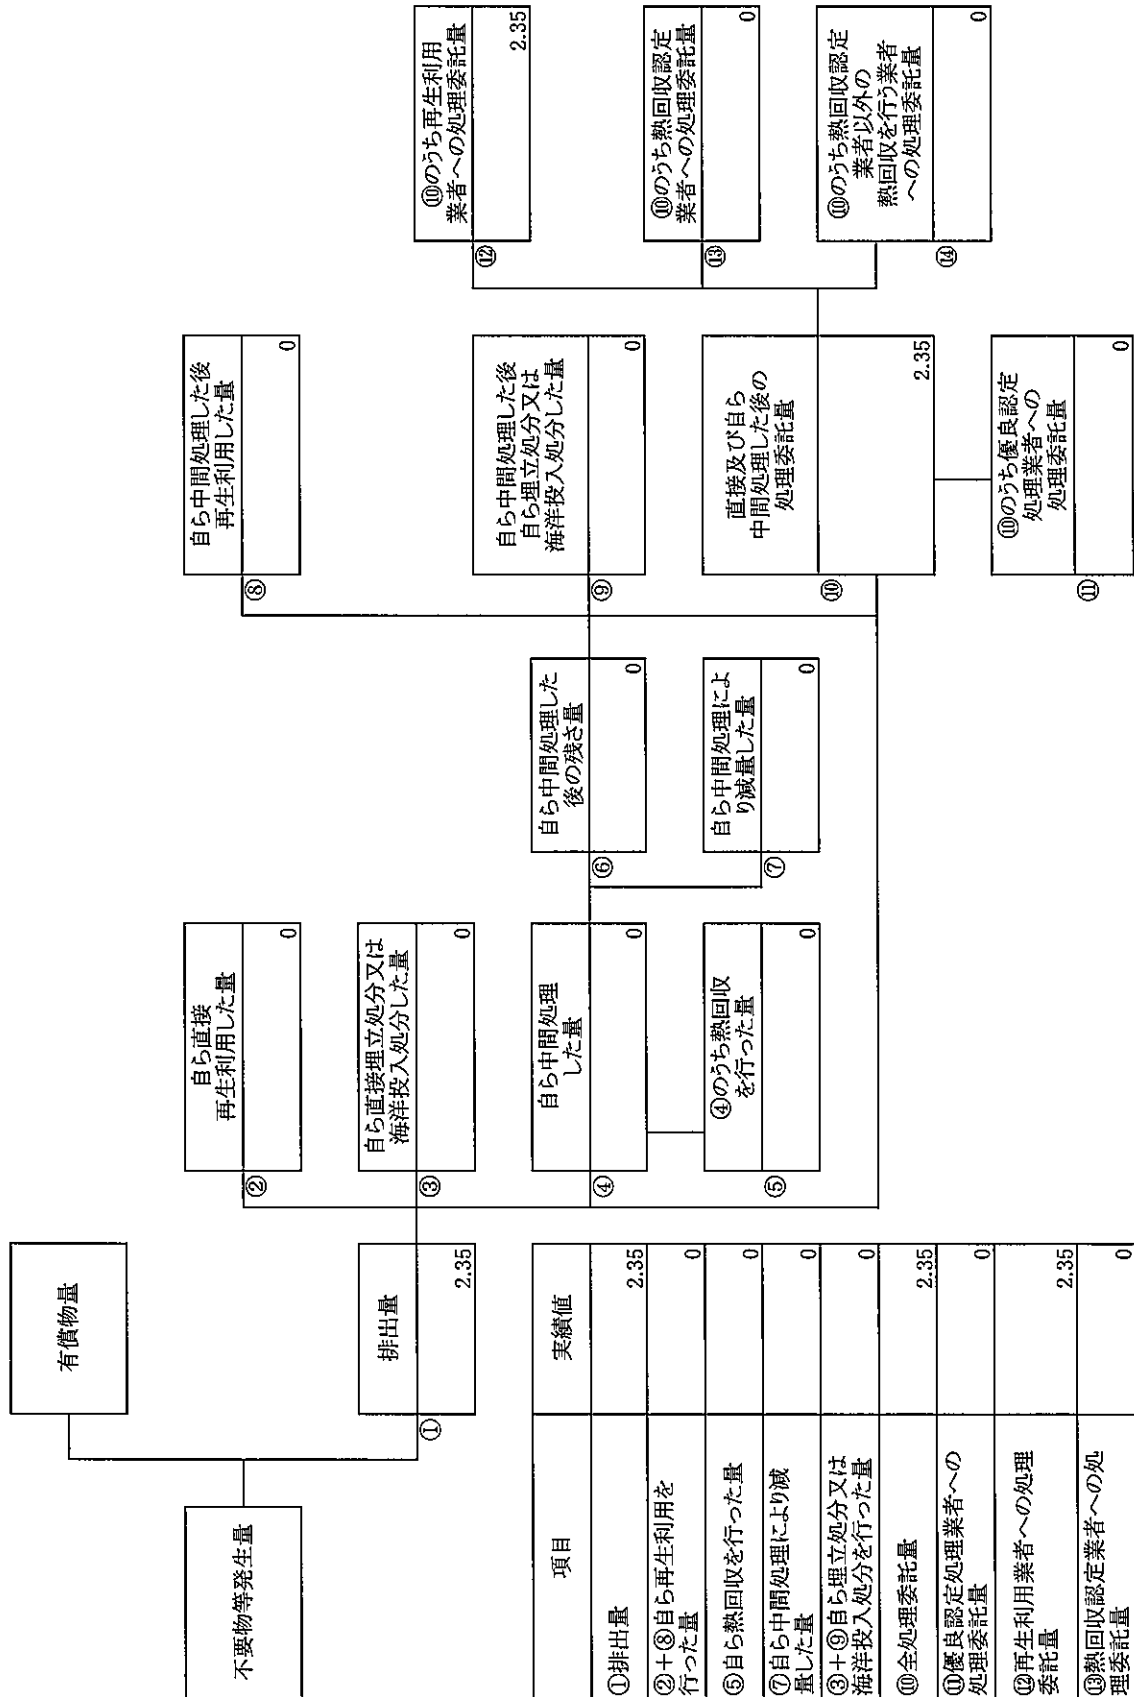 不要物等発生量
有償物量
①
排出量
2.35
②
自ら直接
再生利用した量
0
③
自ら直接埋立処分又は
海洋投入処分した量
0
④
自ら中間処理
した量
0
⑤
④のうち熱回収
を行った量
0
⑥
自ら中間処理した
後の残さ量
0
⑦
自ら中間処理によ
り減量した量
0
⑧
自ら中間処理した後
再生利用した量
0
⑨
自ら中間処理した後
自ら埋立処分又は
海洋投入処分した量
0
⑩
直接及び自ら
中間処理した後の
処理委託量
2.35
⑪
⑩のうち優良認定
処理業者への
処理委託量
0
⑫
⑩のうち再生利用
業者への処理委託量
2.35
⑬
⑩のうち熱回収認定
業者への処理委託量
0
⑭
⑩のうち熱回収認定
業者以外の
熱回収を行う業者
への処理委託量
0
項目 実績値
①排出量 2.35
②+⑧自ら再生利用を
行った量 0
⑤自ら熱回収を行った量 0
⑦自ら中間処理により減
量した量 0
③+⑨自ら埋立処分又は
海洋投入処分を行った量 0
⑩全処理委託量 2.35
⑪優良認定処理業者への
処理委託量 0
⑫再生利用業者への処理
委託量 2.35
⑬熱回収認定業者への処
理委託量 0